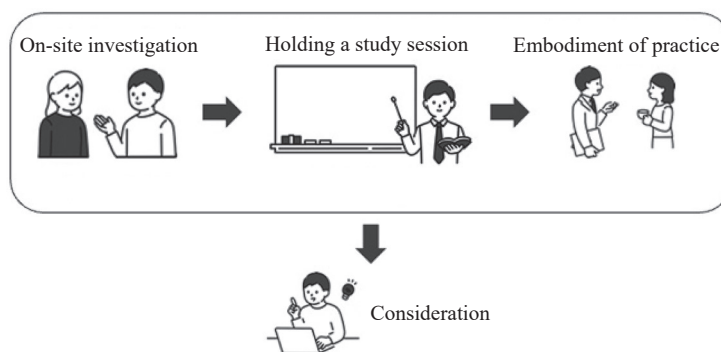 On-site investigation
Holding a study session
Embodiment of practice
Consideration